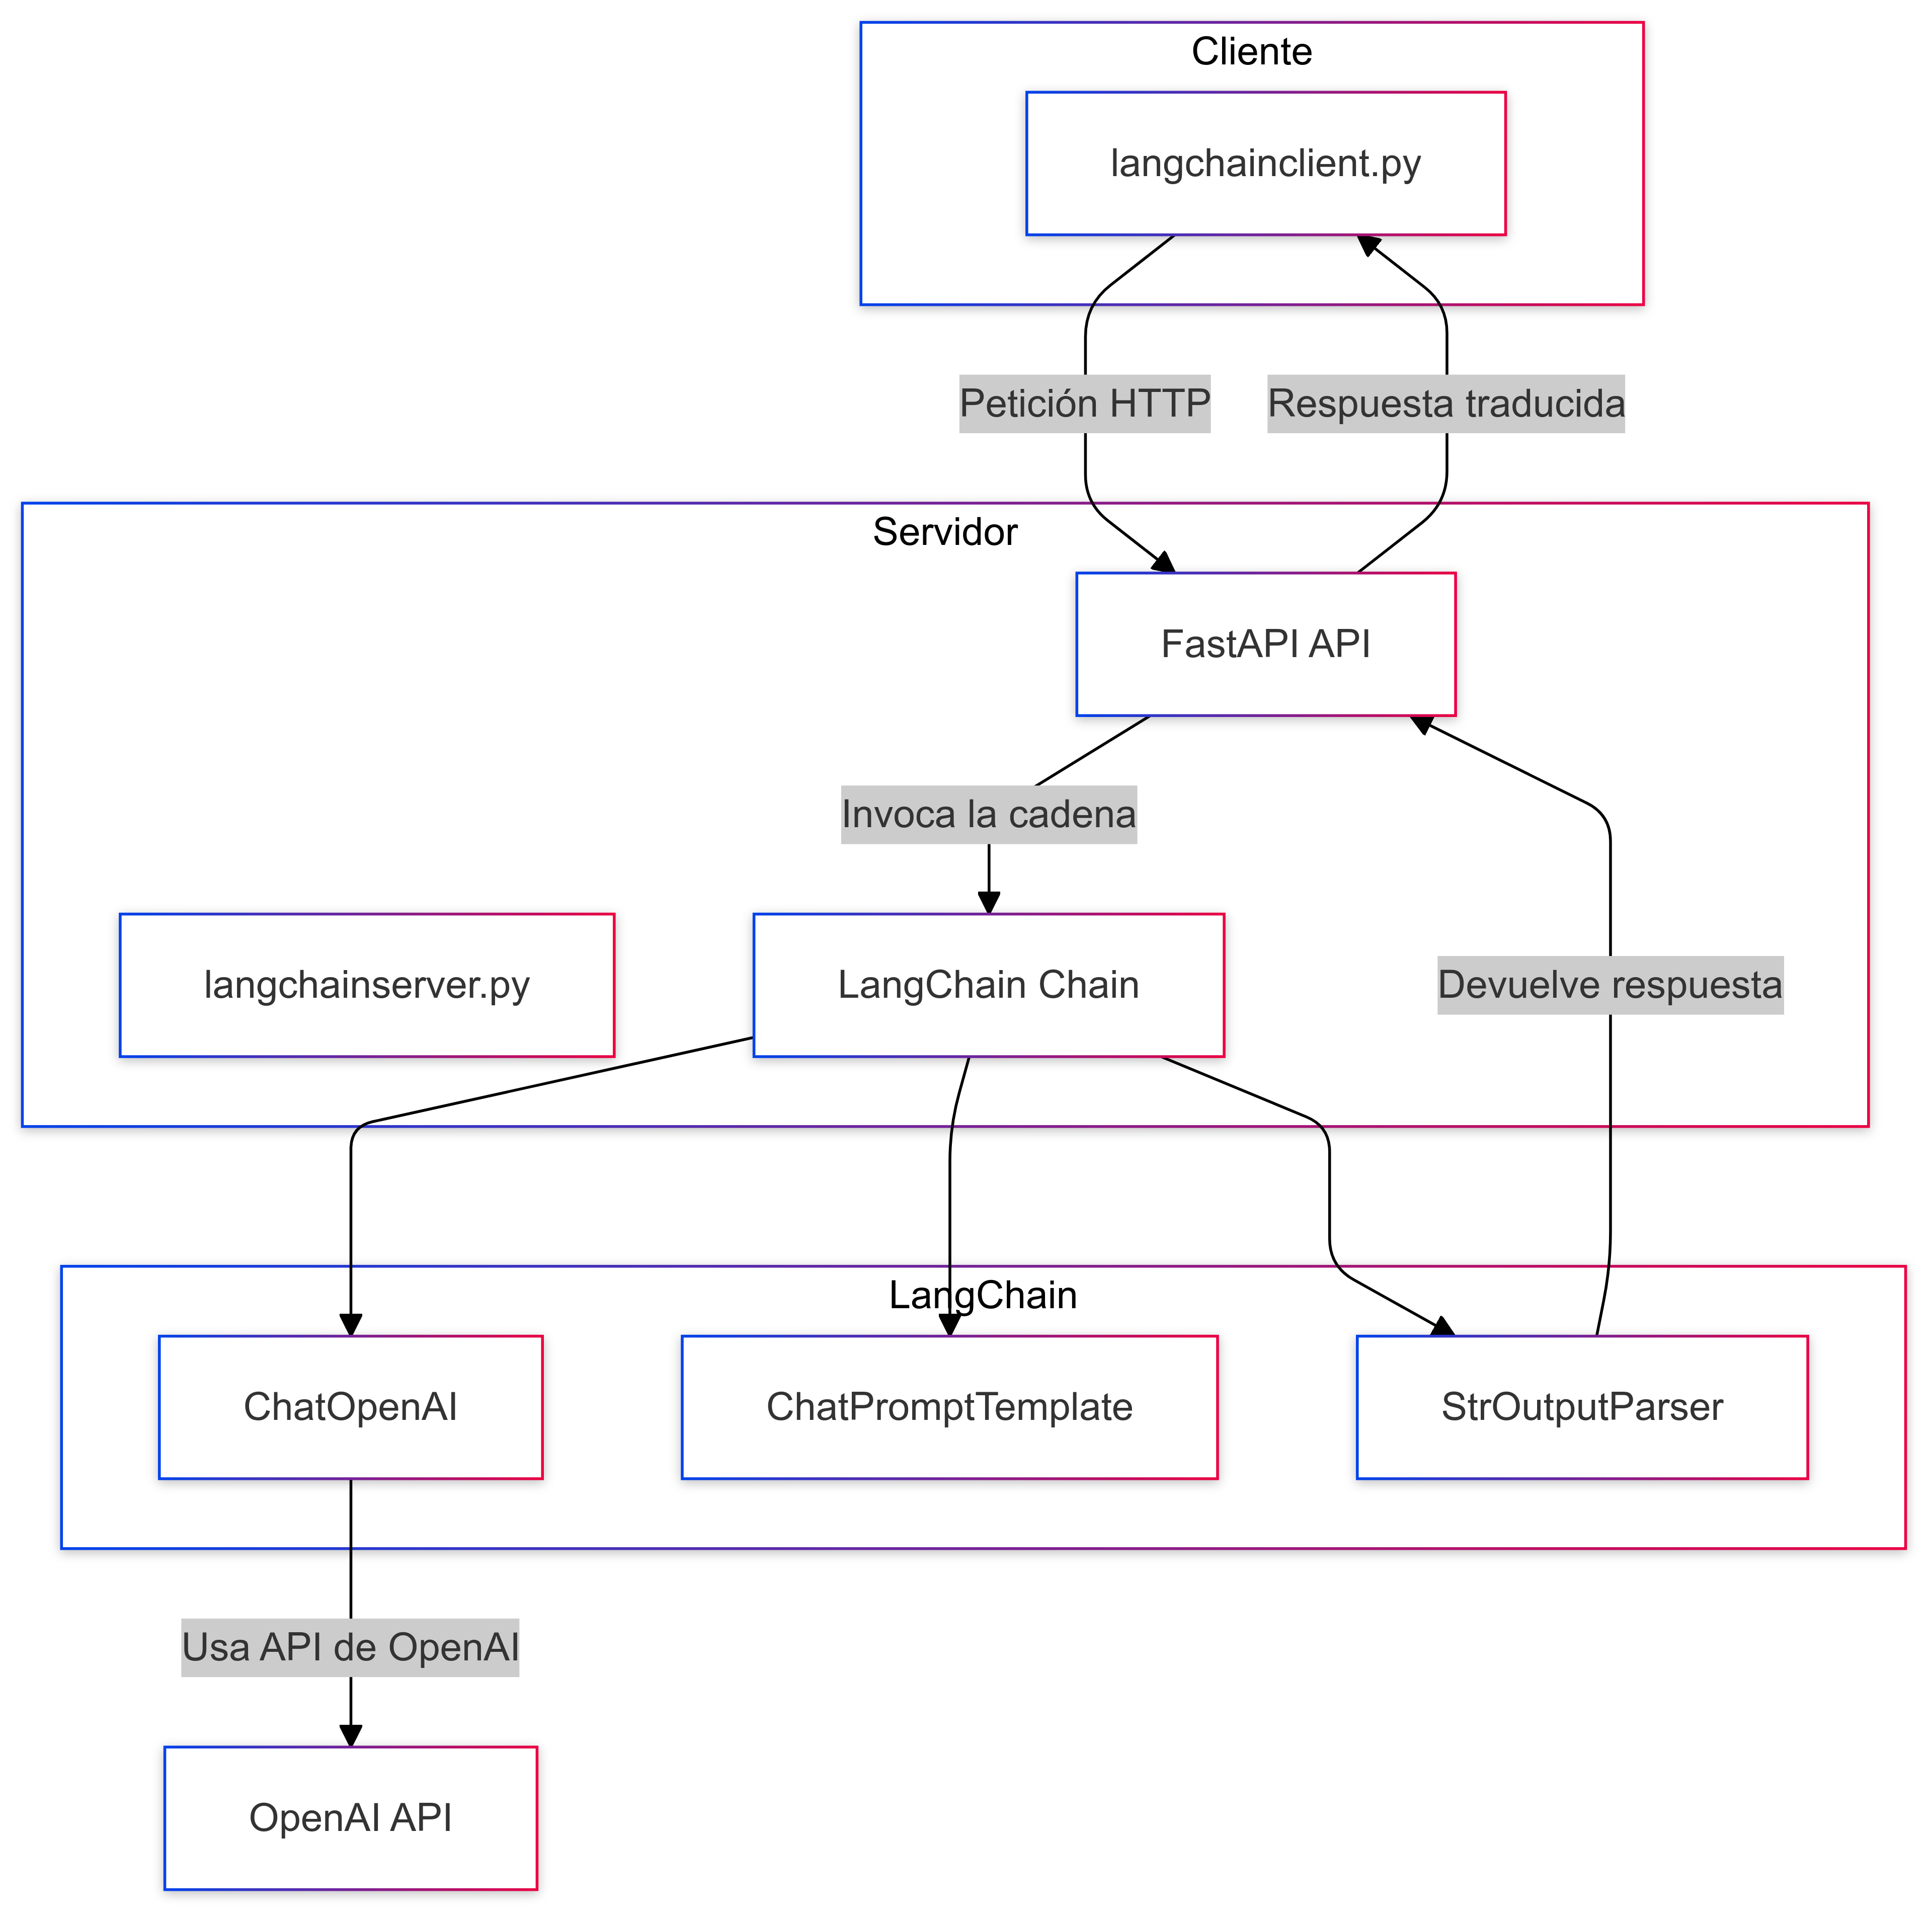 Cliente
langchainclient.py
Petición HTTP
Respuesta traducida
Servidor
FastAPI API
Invoca la cadena
langchainserver.py
LangChain Chain
Devuelve respuesta
LangChain
ChatOpenAI
ChatPromptTemplate
StrOutputParser
Usa API de OpenAI
OpenAI API